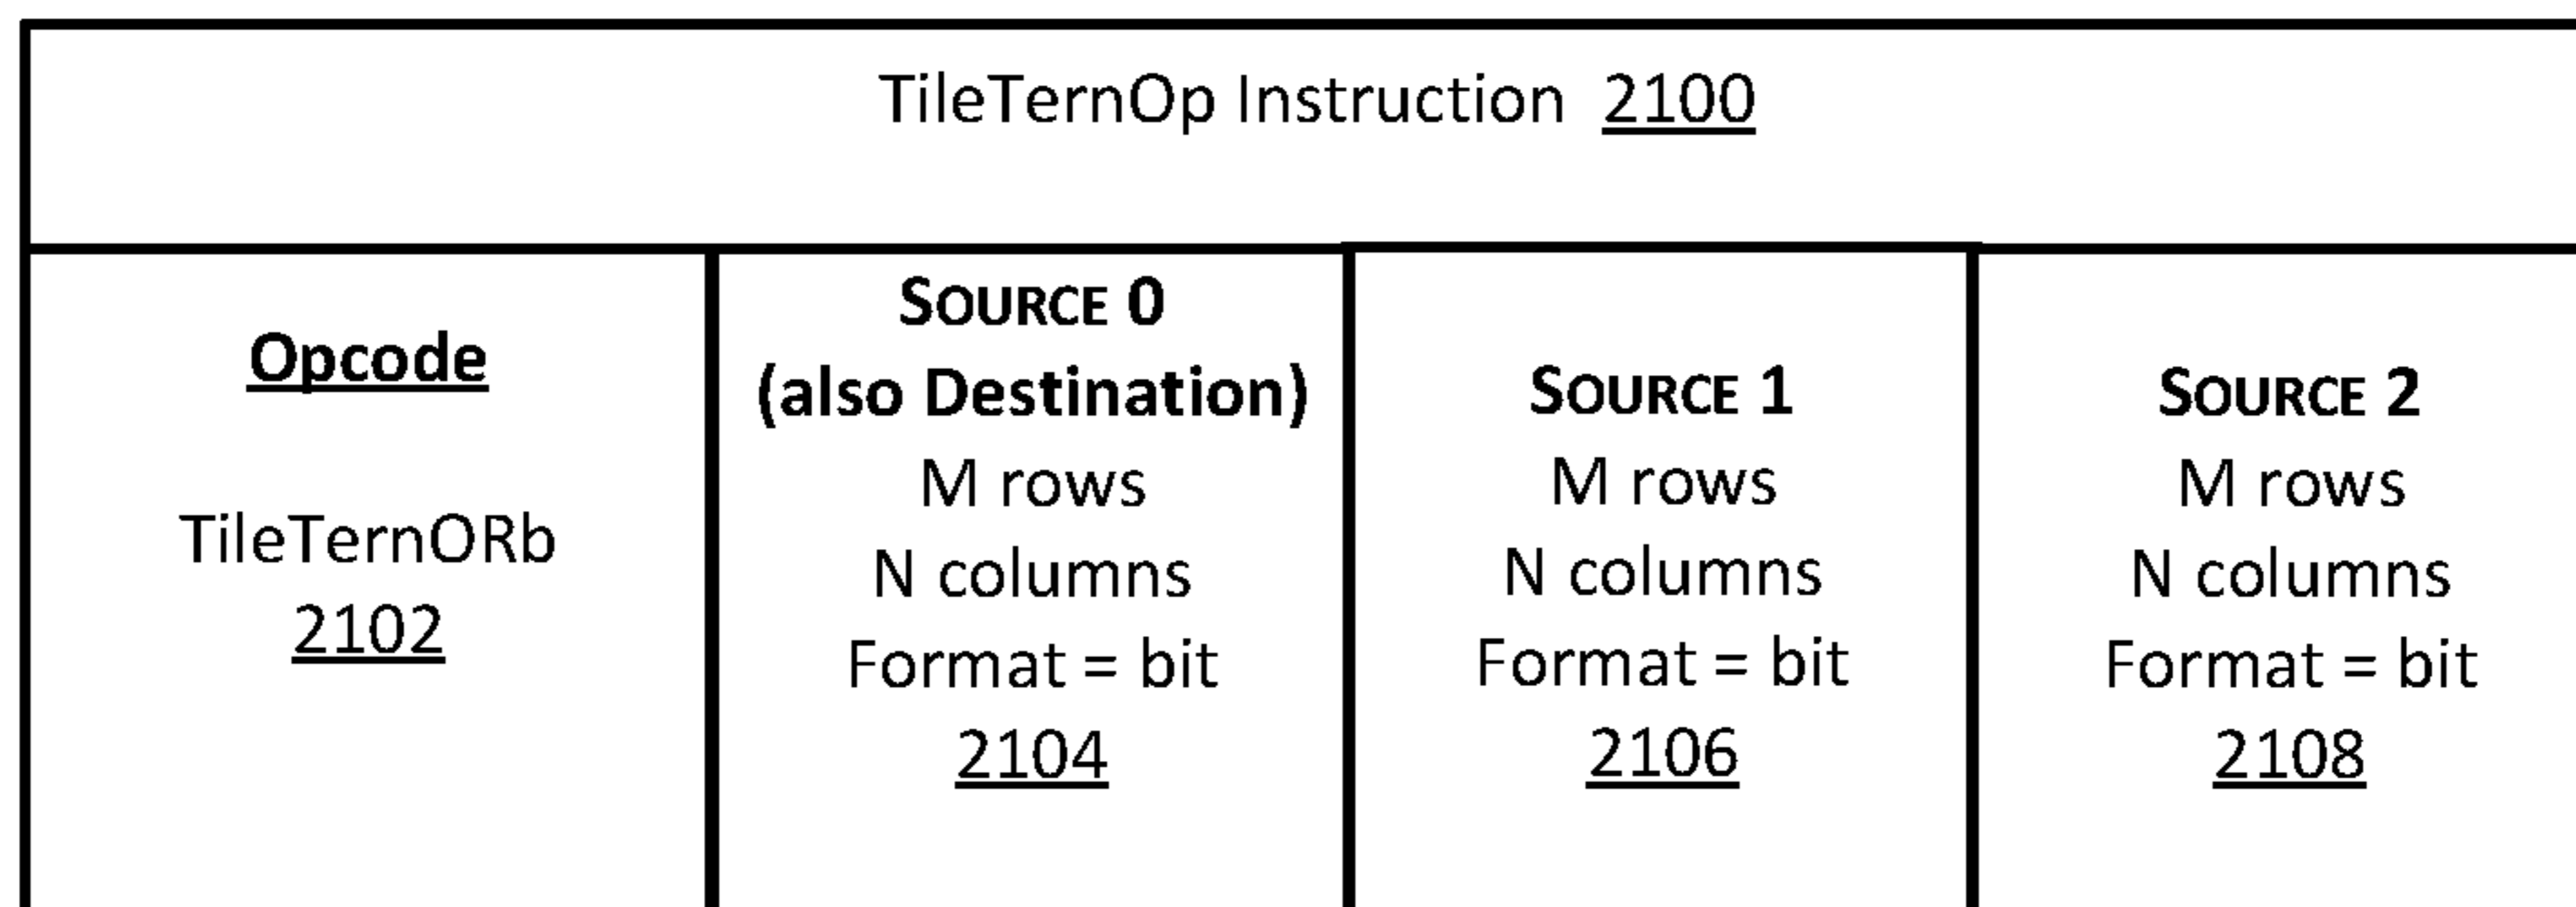 TileTernOp Instruction 2100
Opcode
TileTernORb
2102
SOURCE 0
(also Destination)
M rows
N columns
Format = bit
2104
SOURCE 1
M rows
N columns
Format = bit
2106
SOURCE 2
M rows
N columns
Format = bit
2108